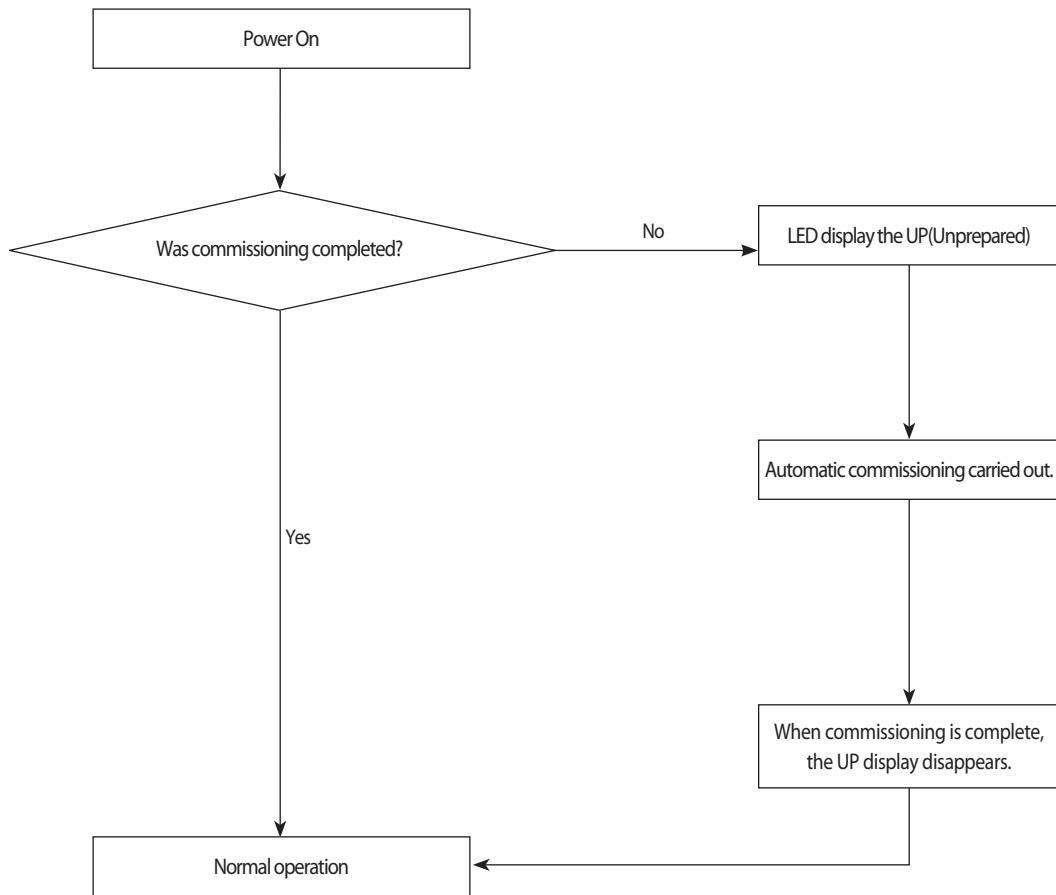 Power On
Was commissioning completed?
No
LED display the UP(Unprepared)
Automatic commissioning carried out.
Yes
When commissioning is complete,
the UP display disappears.
Normal operation